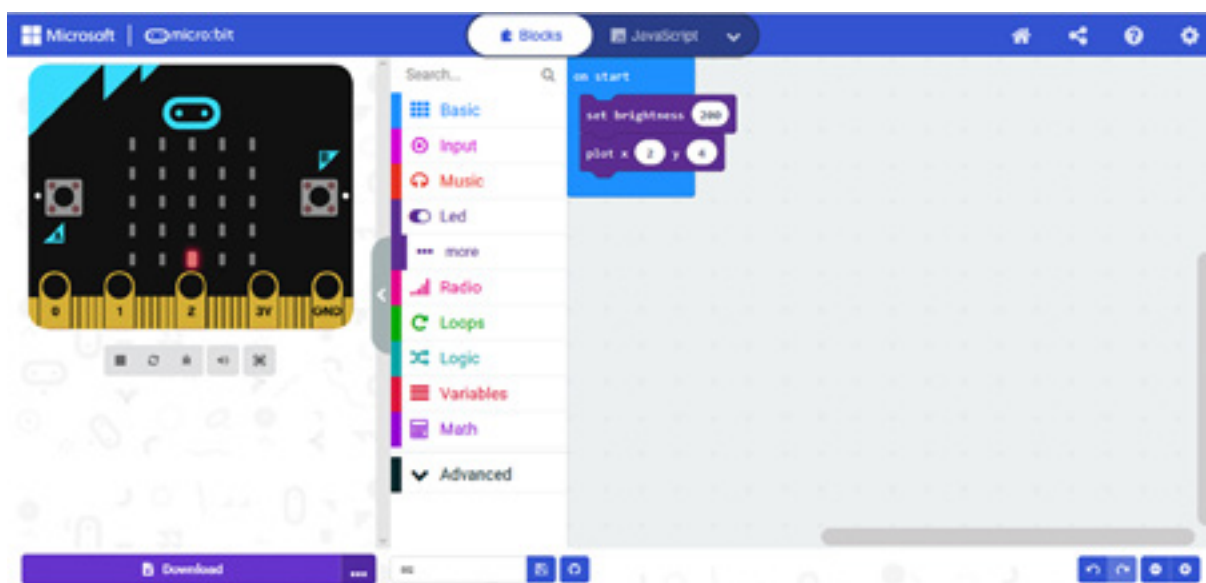 Microsoft | micro:bit
Blocks
JavaScript
B
A
0 1 2 3V GND
Search...
Basic
Input
Music
Led
more
Radio
Loops
Logic
Variables
Math
Advanced
on start
set brightness 200
plot x 2 y 4
Download